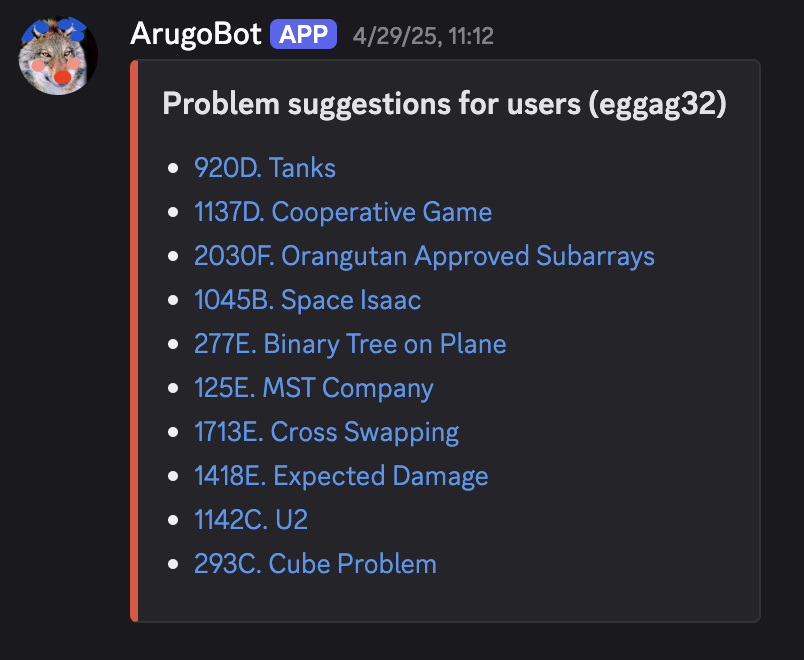 ArugoBot APP 4/29/25, 11:12
Problem suggestions for users (eggag32)
• 920D. Tanks
• 1137D. Cooperative Game
• 2030F. Orangutan Approved Subarrays
• 1045B. Space Isaac
• 277E. Binary Tree on Plane
• 125E. MST Company
• 1713E. Cross Swapping
• 1418E. Expected Damage
• 1142C. U2
• 293C. Cube Problem